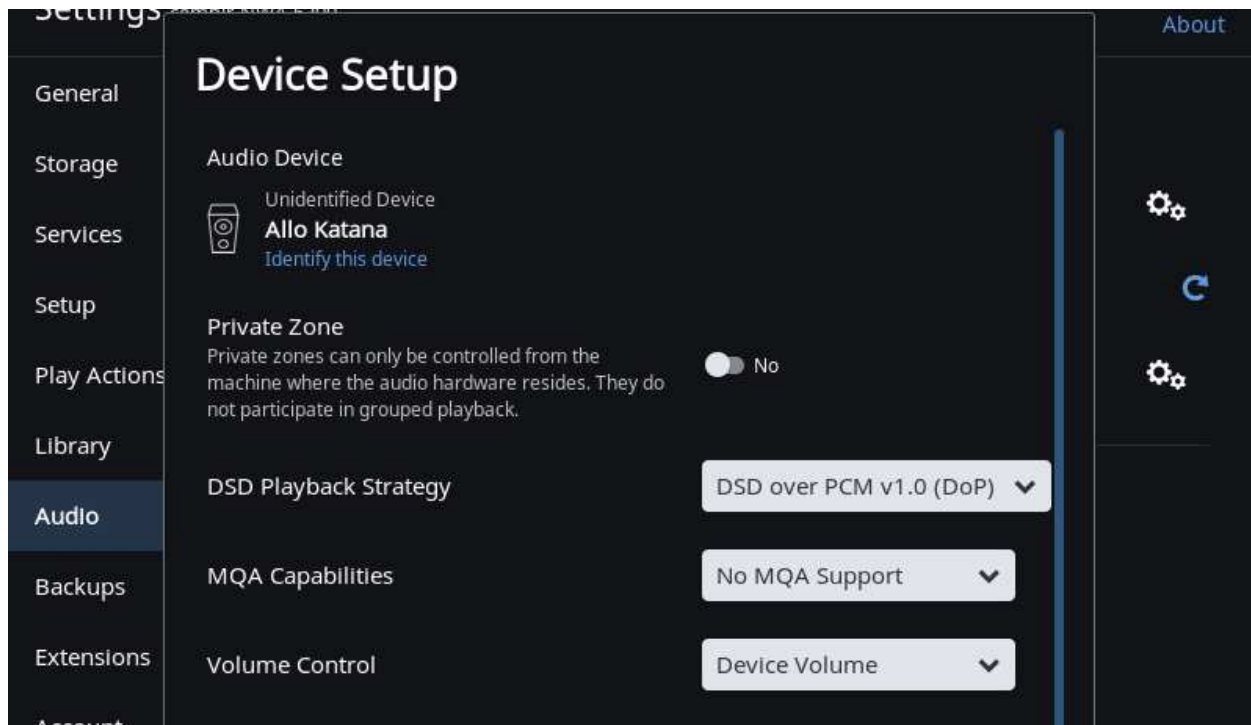 Settings
About
General
Storage
Services
Setup
Play Actions
Library
Audio
Backups
Extensions
Account
Device Setup
Audio Device
Unidentified Device
Allo Katana
Identify this device
Private Zone
Private zones can only be controlled from the
machine where the audio hardware resides. They do
not participate in grouped playback.
No
DSD Playback Strategy
DSD over PCM v1.0 (DoP)
MQA Capabilities
No MQA Support
Volume Control
Device Volume